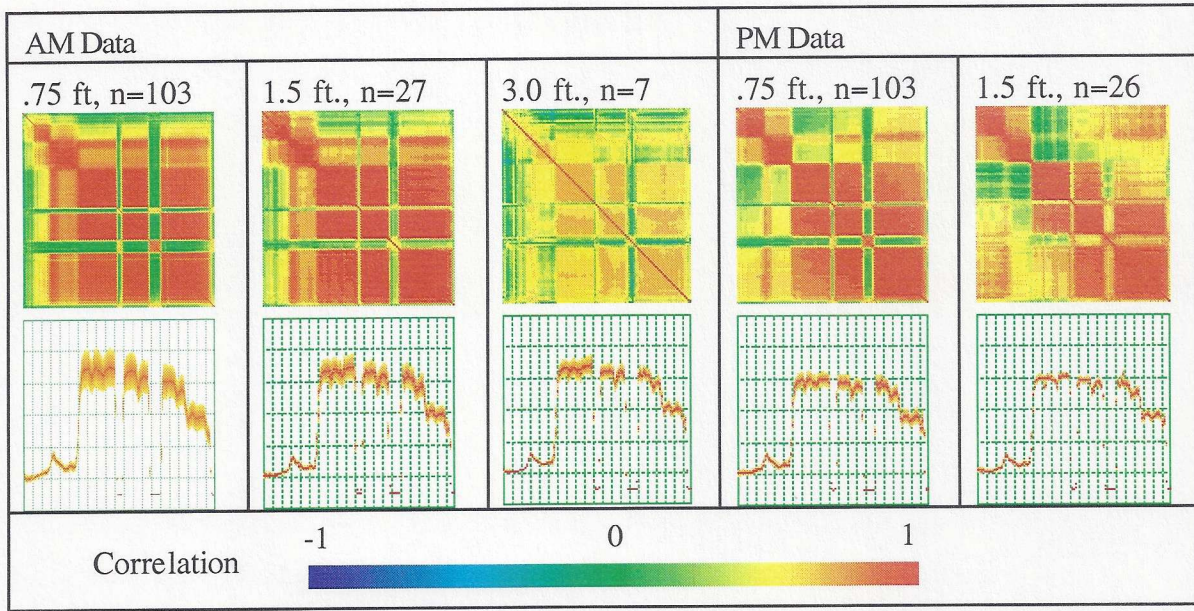 AM Data
PM Data
.75 ft, n=103
1.5 ft., n=27
3.0 ft., n=7
.75 ft., n=103
1.5 ft., n=26
-1 0 1
Correlation